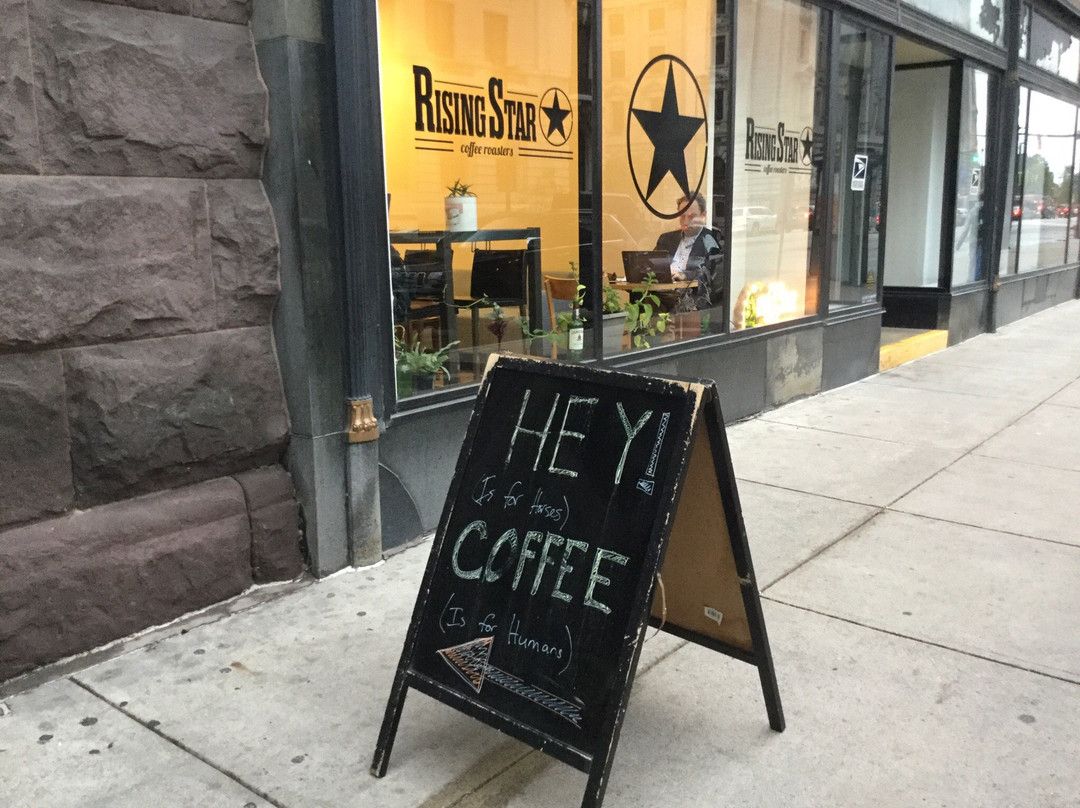 RISING STAR
coffee roasters
RISING STAR
coffee roasters
HEY!
(Is for Horses)
COFFEE
(Is for Humans)